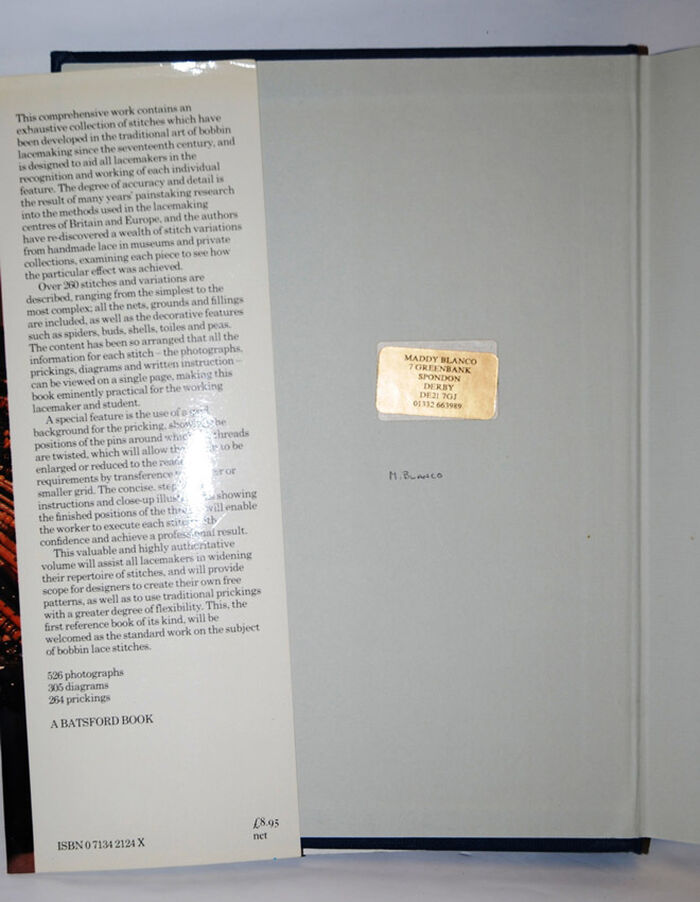 This comprehensive work contains an
exhaustive collection of stitches which have
been developed in the traditional art of bobbin
lacemaking since the seventeenth century, and
is designed to aid all lacemakers in the
recognition and working of each individual
feature. The degree of accuracy and detail is
the result of many years' painstaking research
into the methods used in the lacemaking
centres of Britain and Europe, and the authors
have re-discovered a wealth of stitch variations
from handmade lace in museums and private
collections, examining each piece to see how
the particular effect was achieved.
Over 260 stitches and variations are
described, ranging from the simplest to the
most complex; all the nets, grounds and fillings
are included, as well as the decorative features
such as spiders, buds, shells, toiles and peas.
The content has been so arranged that all the
information for each stitch – the photographs,
prickings, diagrams and written instruction –
can be viewed on a single page, making this
book eminently practical for the working
lacemaker and student.
A special feature is the use of a
background for the pricking, the
positions of the pins around threads
are twisted, which will allow to be
enlarged or reduced to the
requirements by transference or
smaller grid. The concise,
instructions and close-up showing
the finished positions of the will enable
the worker to execute each
confidence and achieve a professional result.
This valuable and highly authoritative
volume will assist all lacemakers in widening
their repertoire of stitches, and will provide
scope for designers to create their own free
patterns, as well as to use traditional prickings
with a greater degree of flexibility. This, the
first reference book of its kind, will be
welcomed as the standard work on the subject
of bobbin lace stitches.
526 photographs
305 diagrams
264 prickings
A BATSFORD BOOK
£8.95
net
ISBN 0 7134 2124 X
MADDY BLANCO
7 GREENBANK
SPONDON
DERBY
DE21 7GJ
01332 663989
M. BLANCO